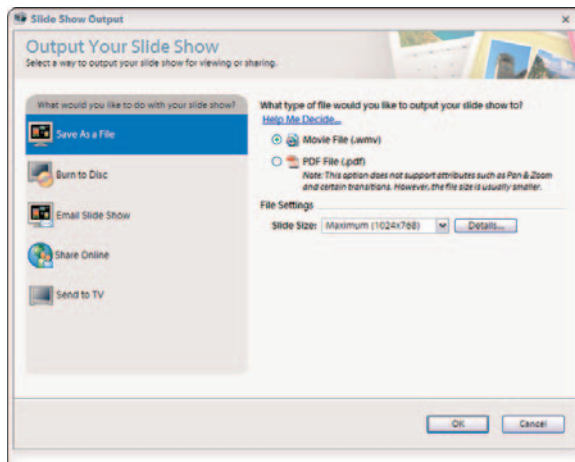 Slide Show Output
Output Your Slide Show
Select a way to output your slide show for viewing or sharing.
What would you like to do with your slide show?
Save As a File
Burn to Disc
Email Slide Show
Share Online
Send to TV
What type of file would you like to output your slide show to?
Help Me Decide...
Movie File (.wmv)
PDF File (.pdf)
Note: This option does not support attributes such as Pan & Zoom
and certain transitions. However, the file size is usually smaller.
File Settings
Slide Size: Maximum (1024x768) Details...
OK Cancel